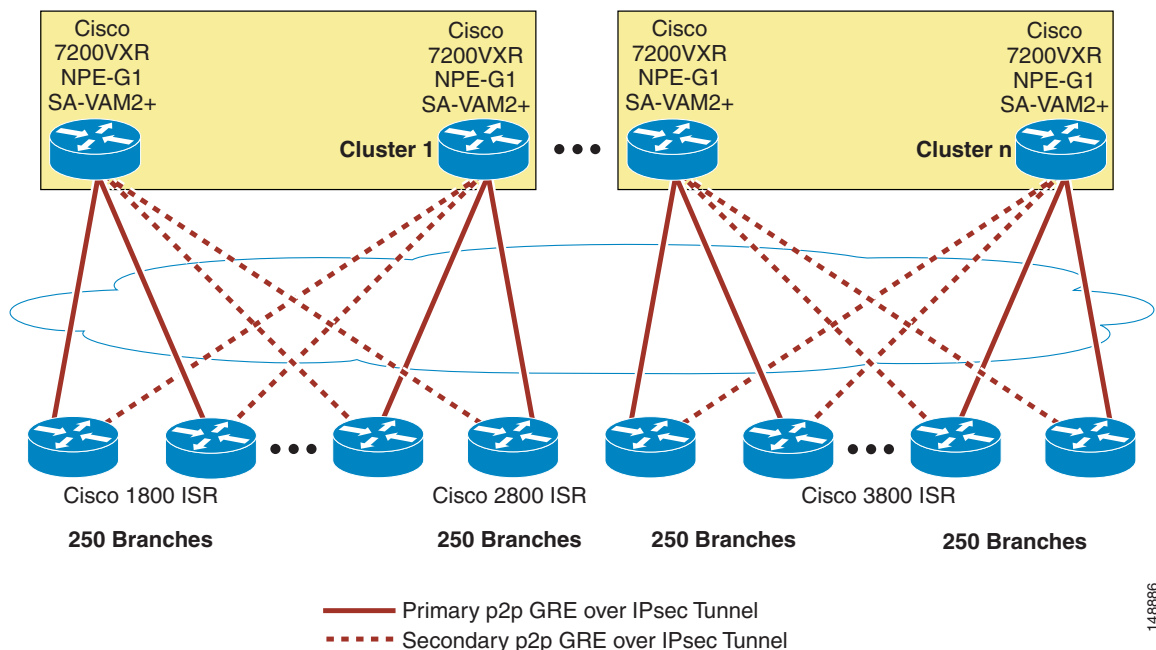 Cisco
7200VXR
NPE-G1
SA-VAM2+
Cisco
7200VXR
NPE-G1
SA-VAM2+
Cluster 1
Cisco
7200VXR
NPE-G1
SA-VAM2+
Cisco
7200VXR
NPE-G1
SA-VAM2+
Cluster n
Cisco 1800 ISR
Cisco 2800 ISR
Cisco 3800 ISR
250 Branches
250 Branches
250 Branches
250 Branches
Primary p2p GRE over IPsec Tunnel
Secondary p2p GRE over IPsec Tunnel
148886